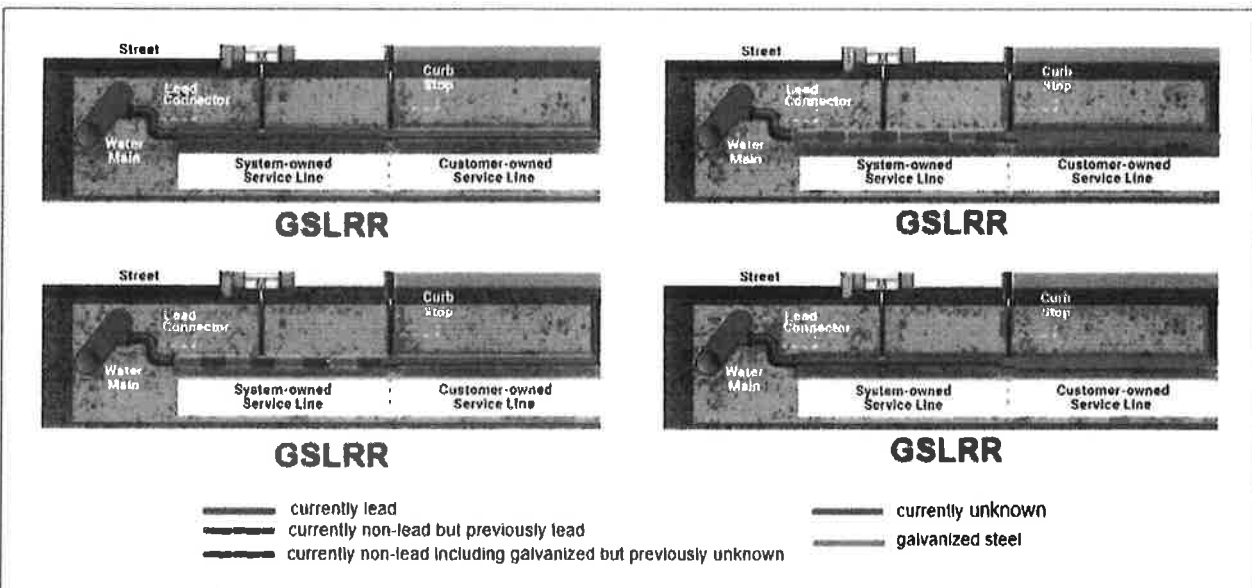 Street
Lead
Connector
Curb
Stop
Water
Main
System-owned
Service Line
Customer-owned
Service Line
GSLRR
Street
Lead
Connector
Curb
Stop
Water
Main
System-owned
Service Line
Customer-owned
Service Line
GSLRR
Street
Lead
Connector
Curb
Stop
Water
Main
System-owned
Service Line
Customer-owned
Service Line
GSLRR
Street
Lead
Connector
Curb
Stop
Water
Main
System-owned
Service Line
Customer-owned
Service Line
GSLRR
currently lead
currently non-lead but previously lead
currently non-lead including galvanized but previously unknown
currently unknown
galvanized steel